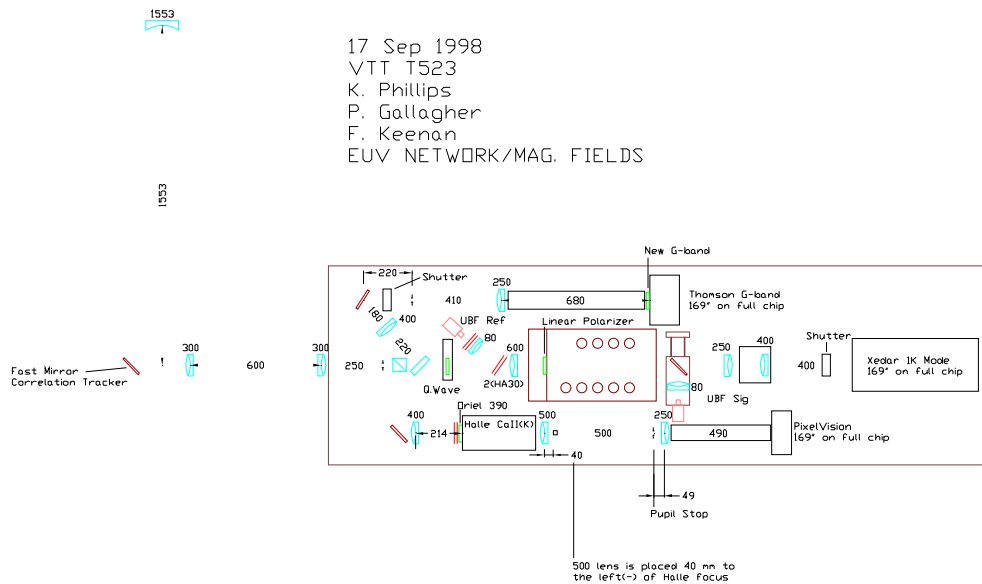 1553
17 Sep 1998
VTT T523
K. Phillips
P. Gallagher
F. Keenan
EUV NETWORK/MAG. FIELDS
1553
New G-band
220
Shutter
250
410
680
Thomson G-band
169" on full chip
180
400
UBF Ref
Linear Polarizer
80
220
600
300
600
300
250
Fast Mirror
Correlation Tracker
Q.Wave
2(HA30)
250
400
Shutter
400
Xedar 1K Mode
169" on full chip
80
UBF Sig
Oriel 390
400
214
Halle CaII(K)
500
500
250
490
PixelVision
169" on full chip
40
49
Pupil Stop
500 lens is placed 40 mm to
the left(-) of Halle focus